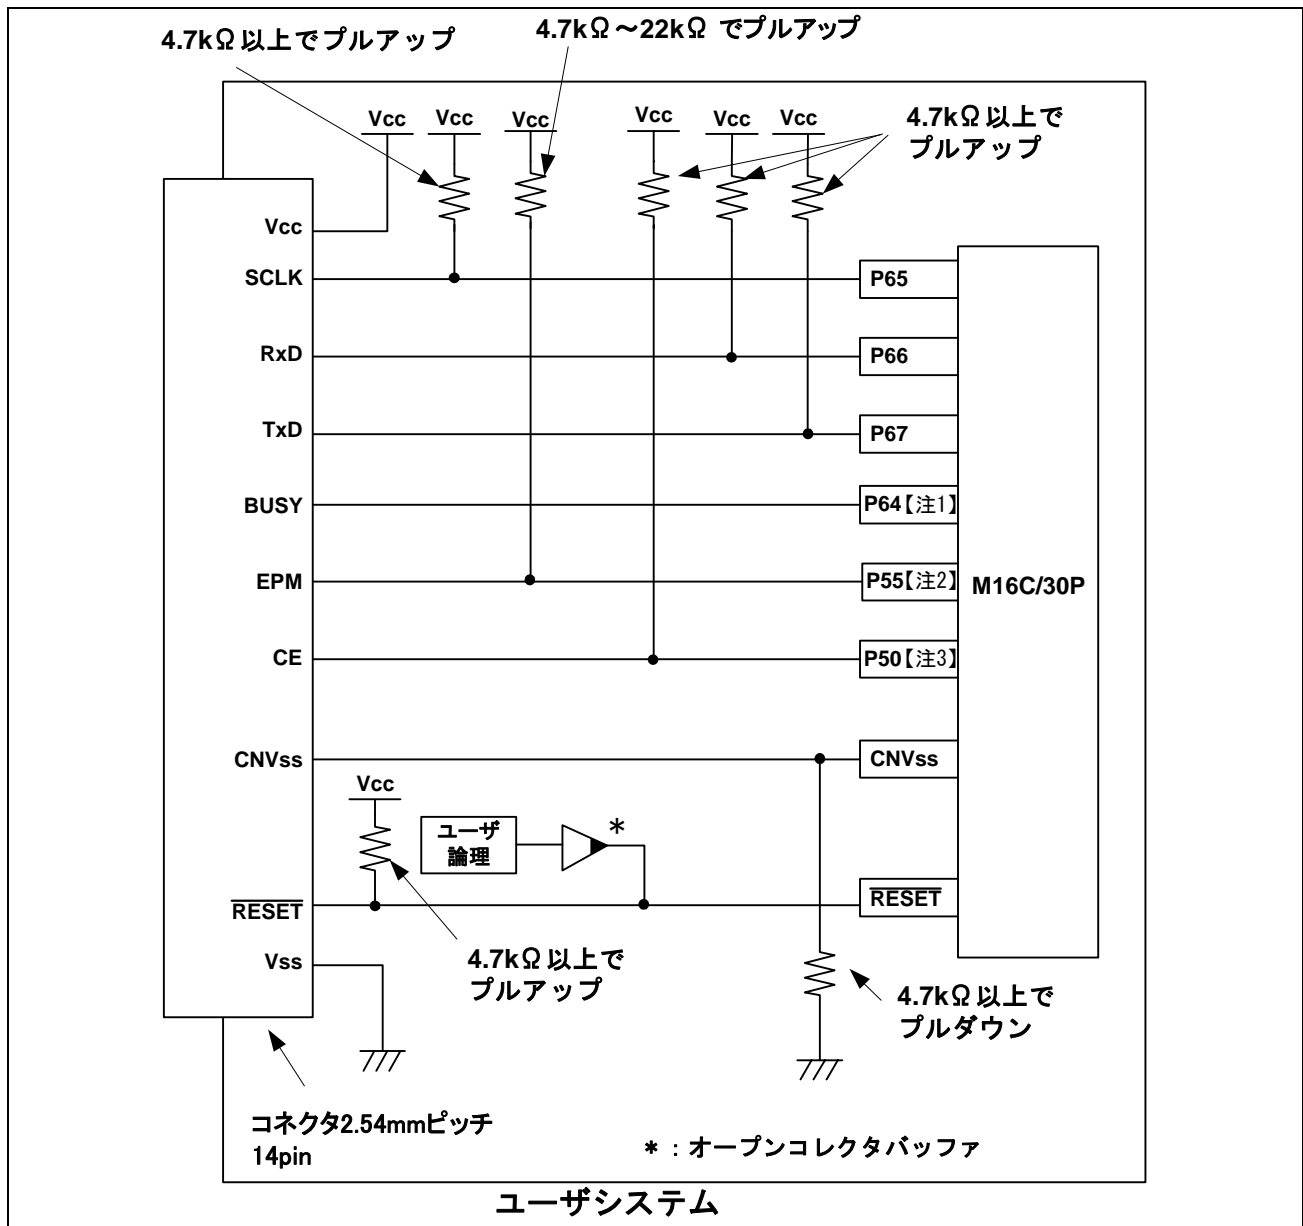 4.7kΩ以上でプルアップ
4.7kΩ～22kΩ でプルアップ
Vcc
Vcc
Vcc
Vcc
Vcc
Vcc
4.7kΩ以上で
プルアップ
Vcc
SCLK
P65
RxD
P66
TxD
P67
BUSY
P64【注1】
EPM
P55【注2】
M16C/30P
CE
P50【注3】
CNVss
CNVss
Vcc
ユーザ
論理
*
RESET
RESET
Vss
4.7kΩ以上で
プルアップ
4.7kΩ以上で
プルダウン
コネクタ2.54mmピッチ
14pin
* : オープンコレクタバッファ
ユーザシステム